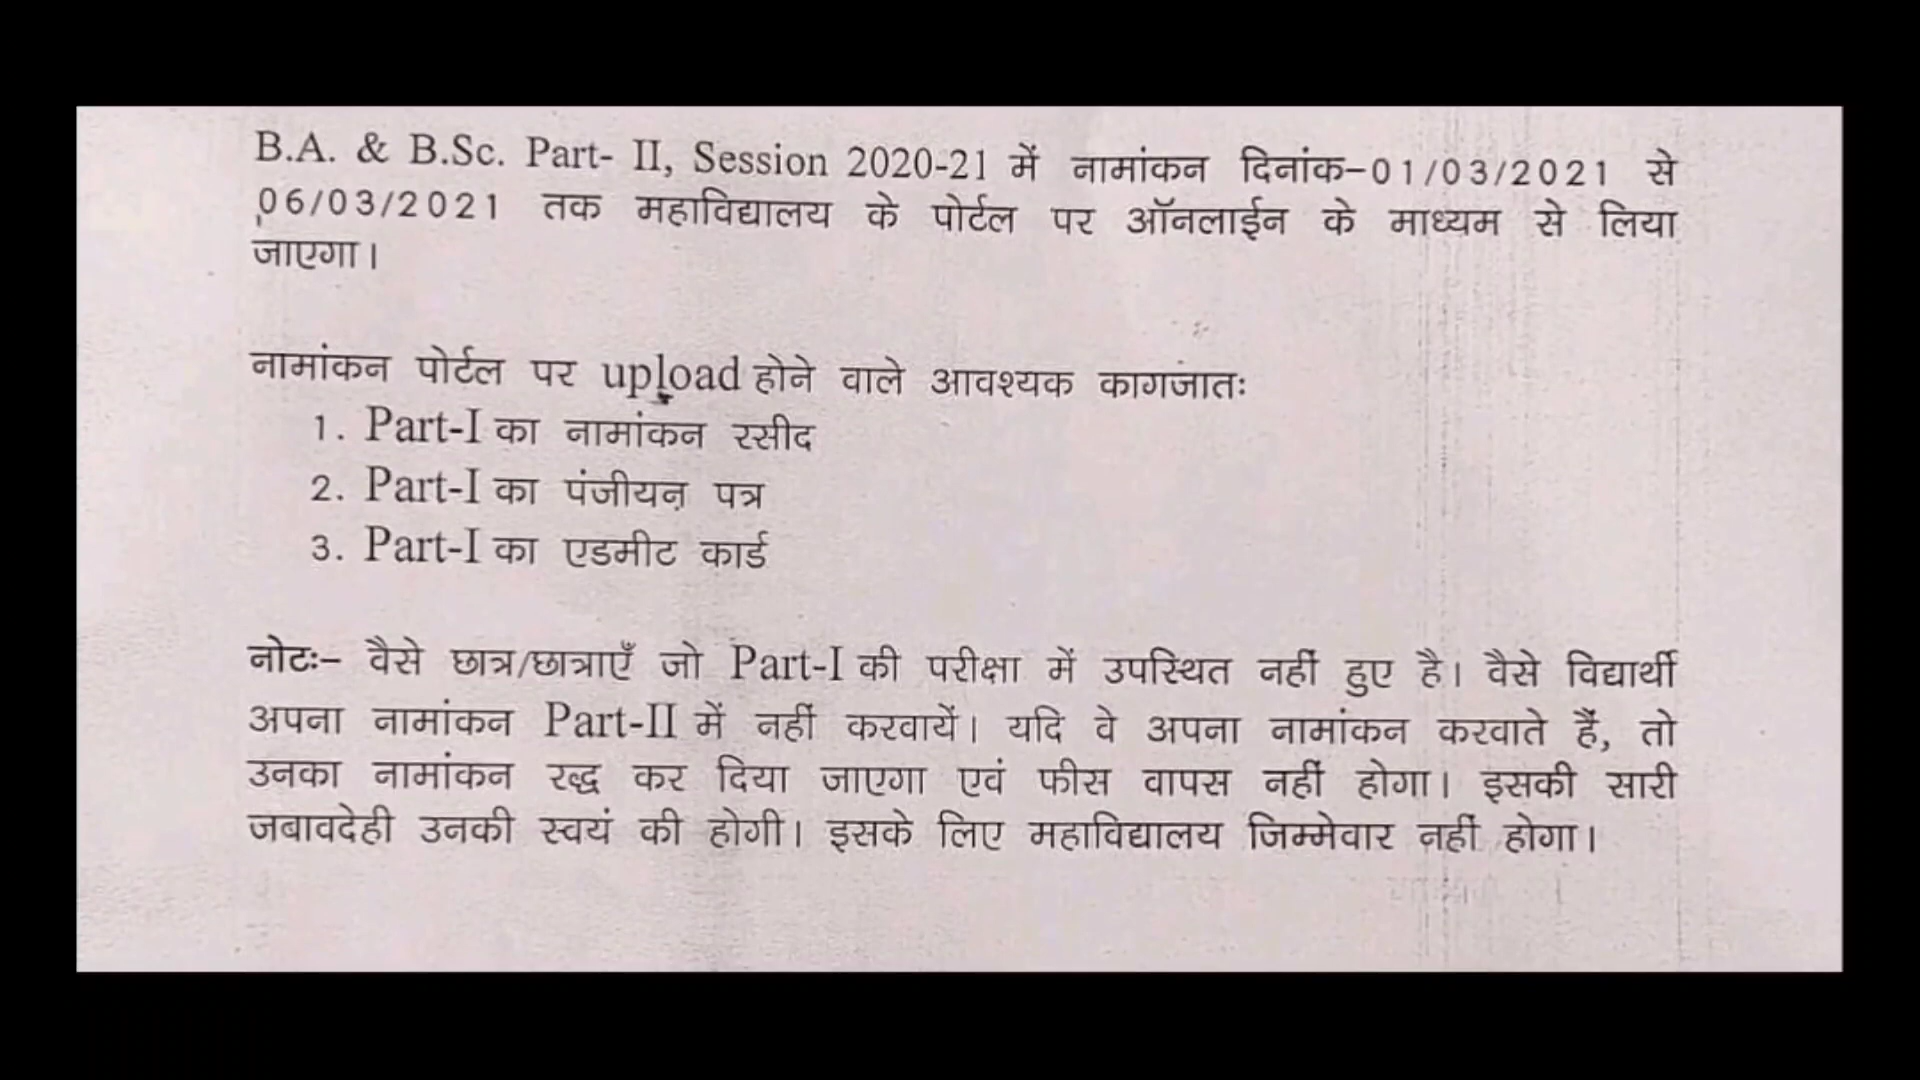 B.A. & B.Sc. Part- II, Session 2020-21 में नामांकन दिनांक-01/03/2021 से
06/03/2021 तक महाविद्यालय के पोर्टल पर ऑनलाईन के माध्यम से लिया
जाएगा।
नामांकन पोर्टल पर upload होने वाले आवश्यक कागजातः
1. Part-I का नामांकन रसीद
2. Part-I का पंजीयन पत्र
3. Part-I का एडमीट कार्ड
नोटः- वैसे छात्र/छात्राएँ जो Part-I की परीक्षा में उपस्थित नहीं हुए है। वैसे विद्यार्थी
अपना नामांकन Part-II में नहीं करवायें। यदि वे अपना नामांकन करवाते हैं, तो
उनका नामांकन रद्ध कर दिया जाएगा एवं फीस वापस नहीं होगा। इसकी सारी
जबावदेही उनकी स्वयं की होगी। इसके लिए महाविद्यालय जिम्मेवार नहीं होगा।